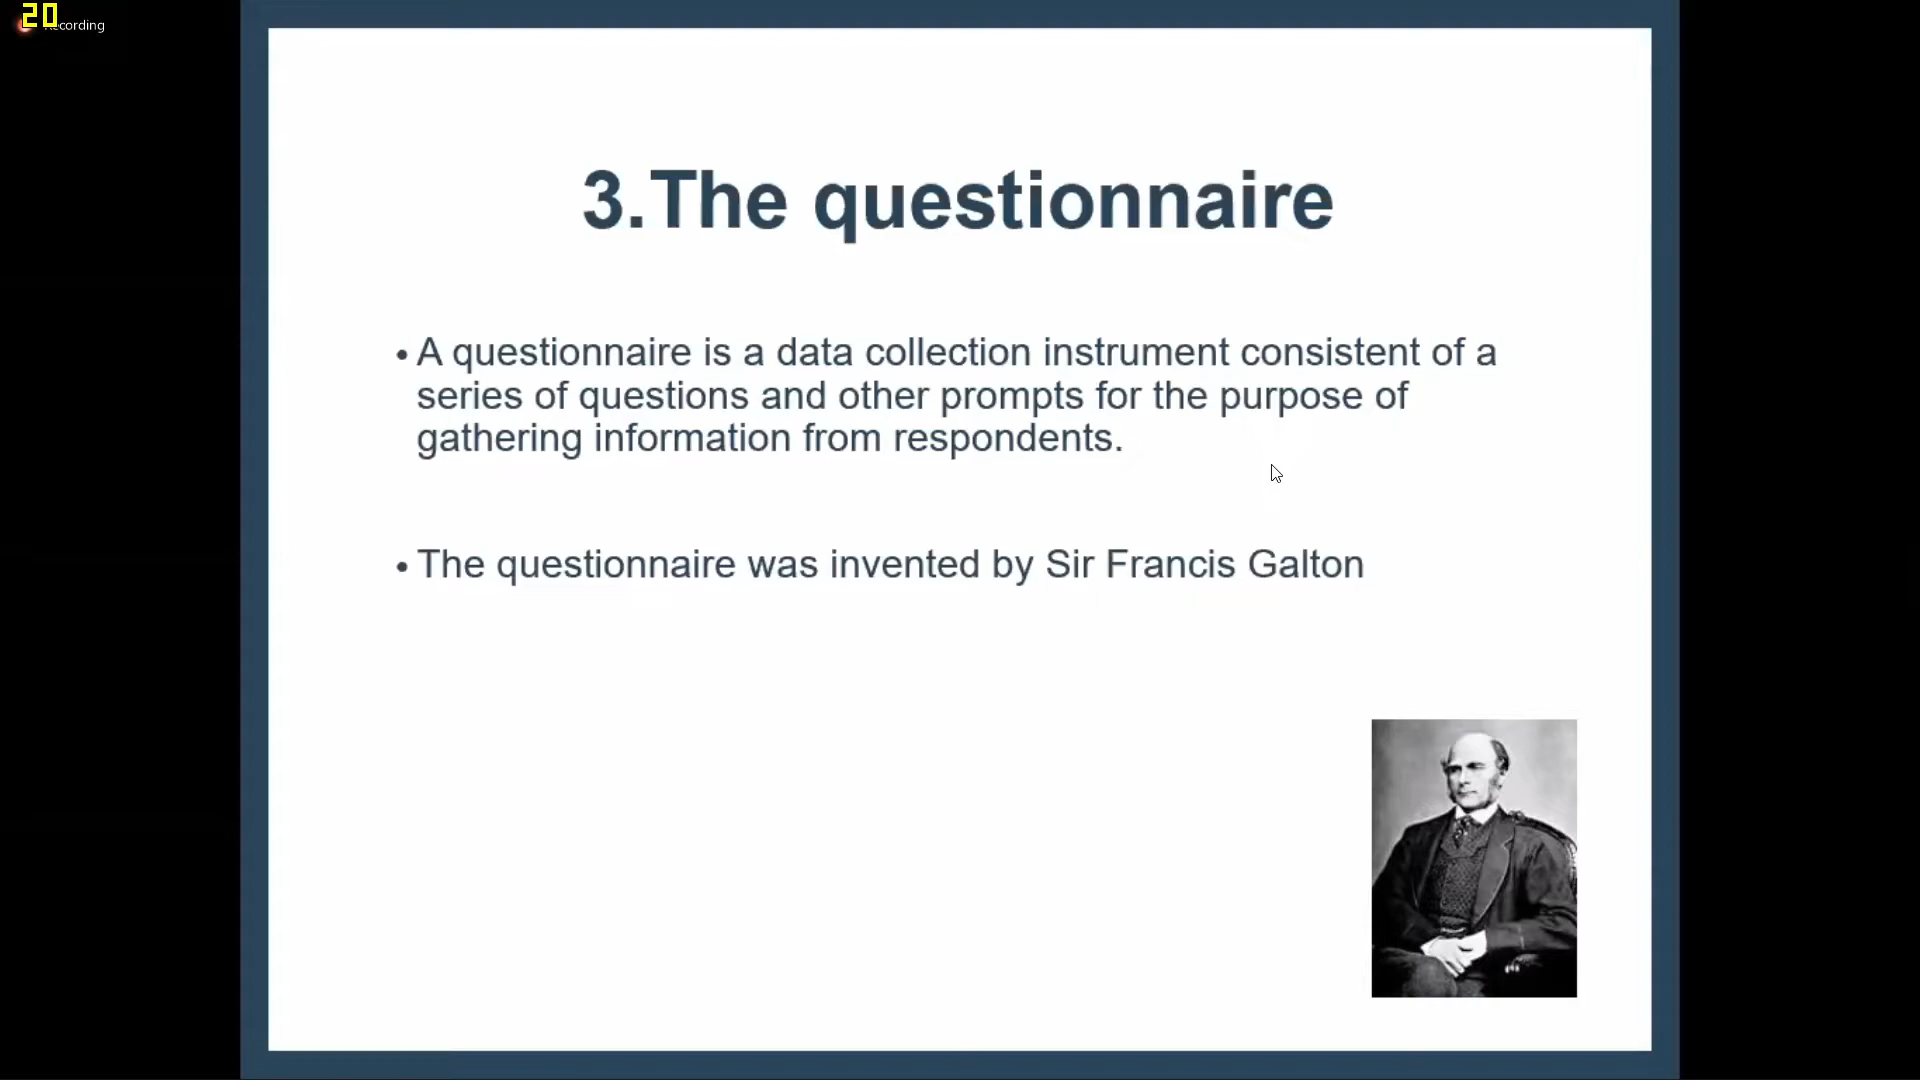 20
cording
3.The questionnaire
• A questionnaire is a data collection instrument consistent of a
series of questions and other prompts for the purpose of
gathering information from respondents.
• The questionnaire was invented by Sir Francis Galton